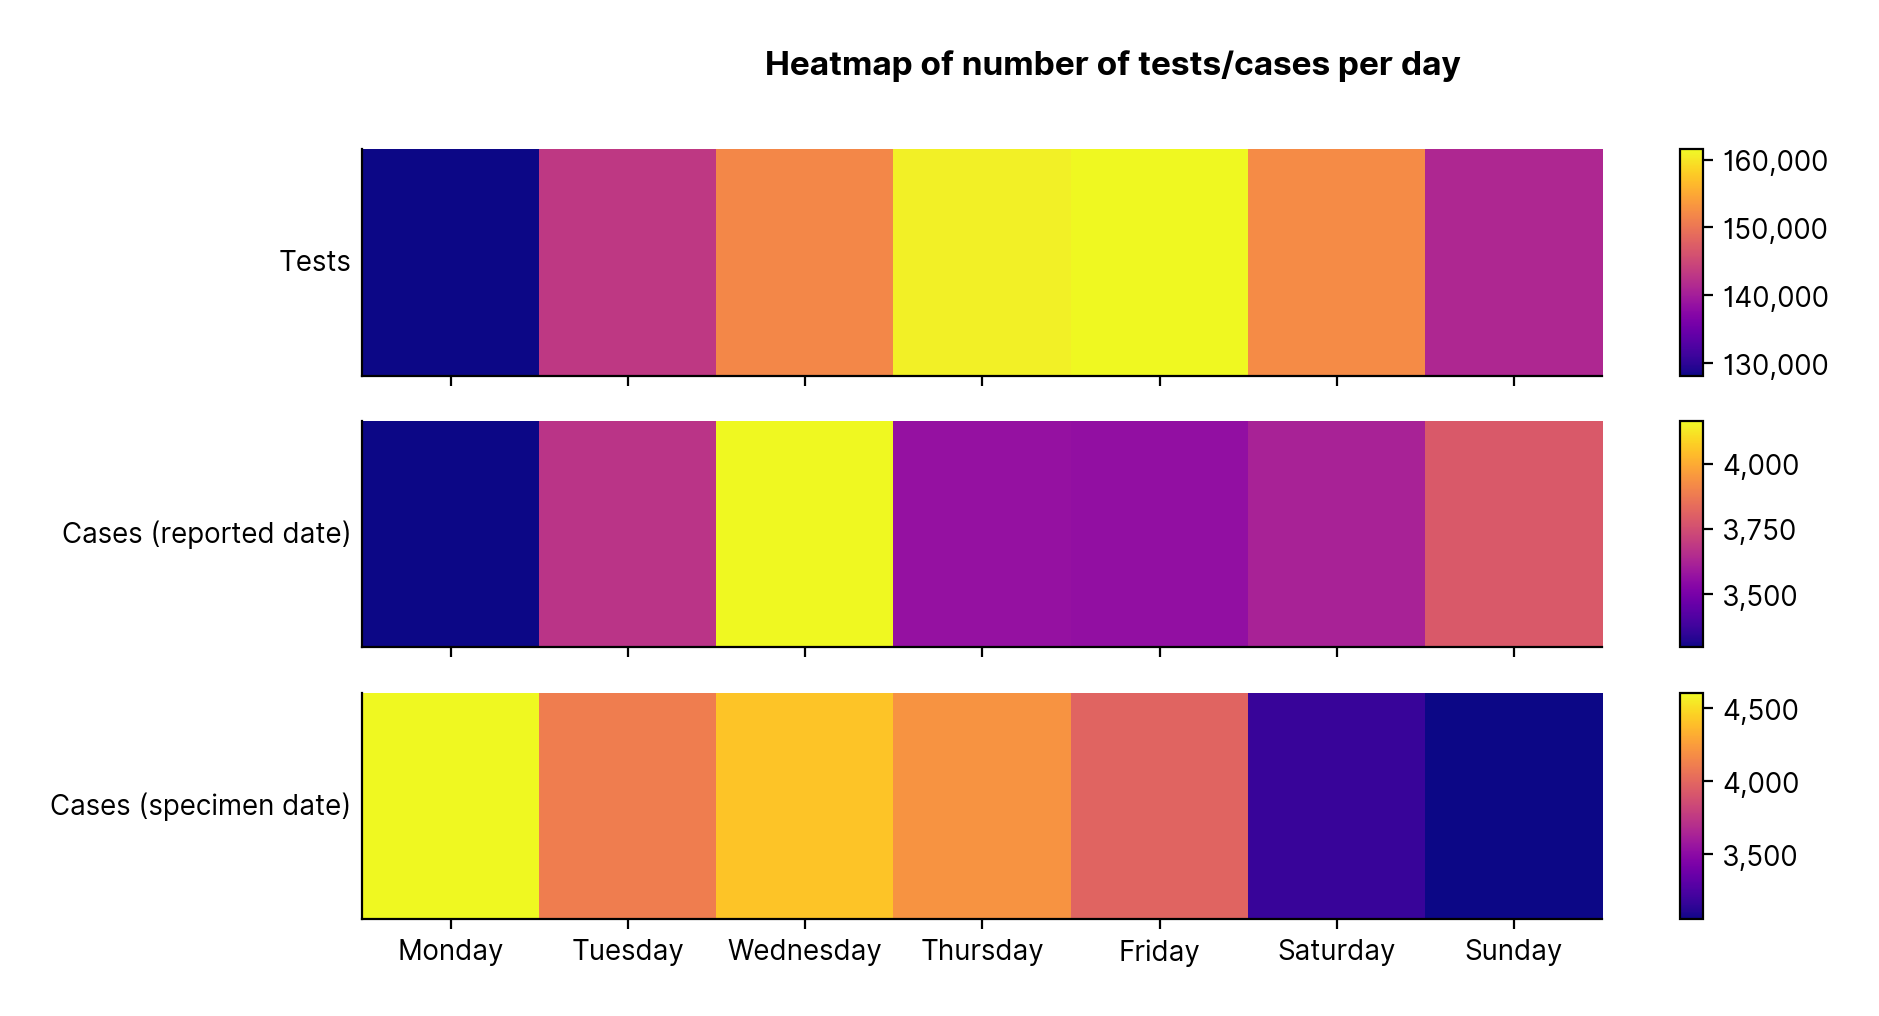 Heatmap of number of tests/cases per day
Tests
160,000
150,000
140,000
130,000
Cases (reported date)
4,000
3,750
3,500
Cases (specimen date)
4,500
4,000
3,500
Monday Tuesday Wednesday Thursday Friday Saturday Sunday